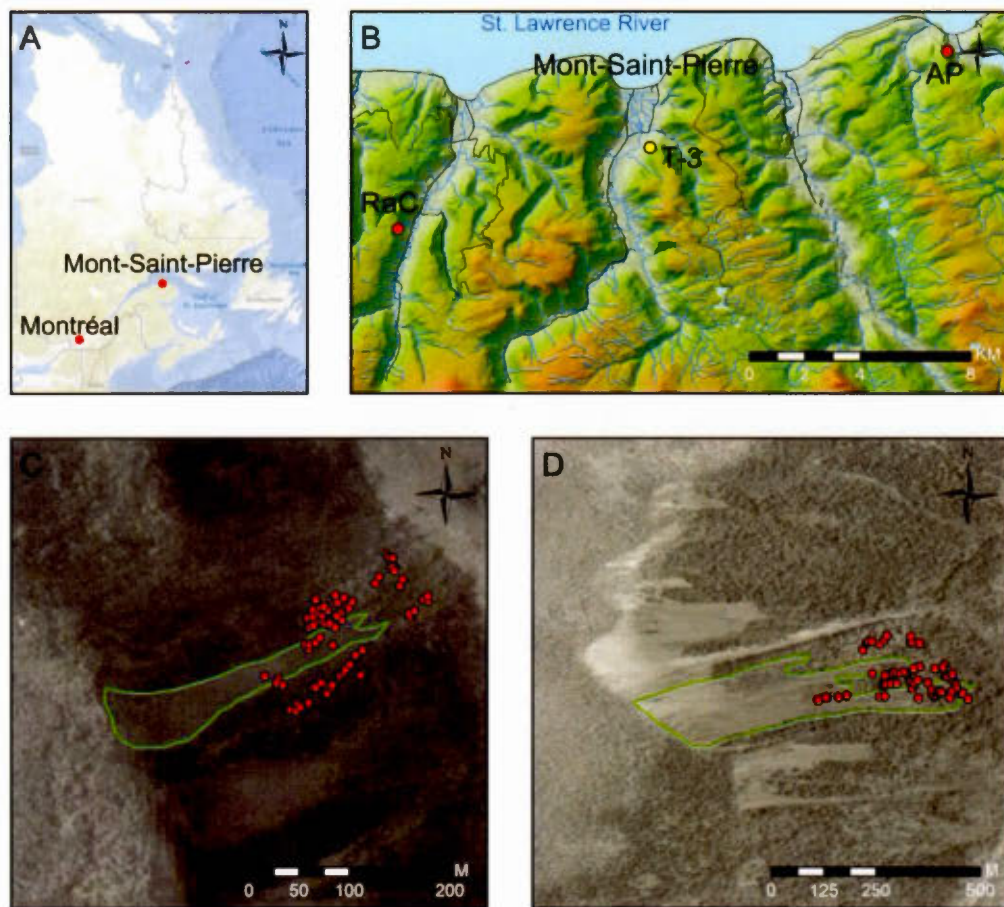 A
N
Mont-Saint-Pierre
Montréal
B
St. Lawrence River
N
Mont-Saint-Pierre
AP
T-3
RaC
KM
0 2 4 8
C
N
M
0 50 100 200
D
N
M
0 125 250 500